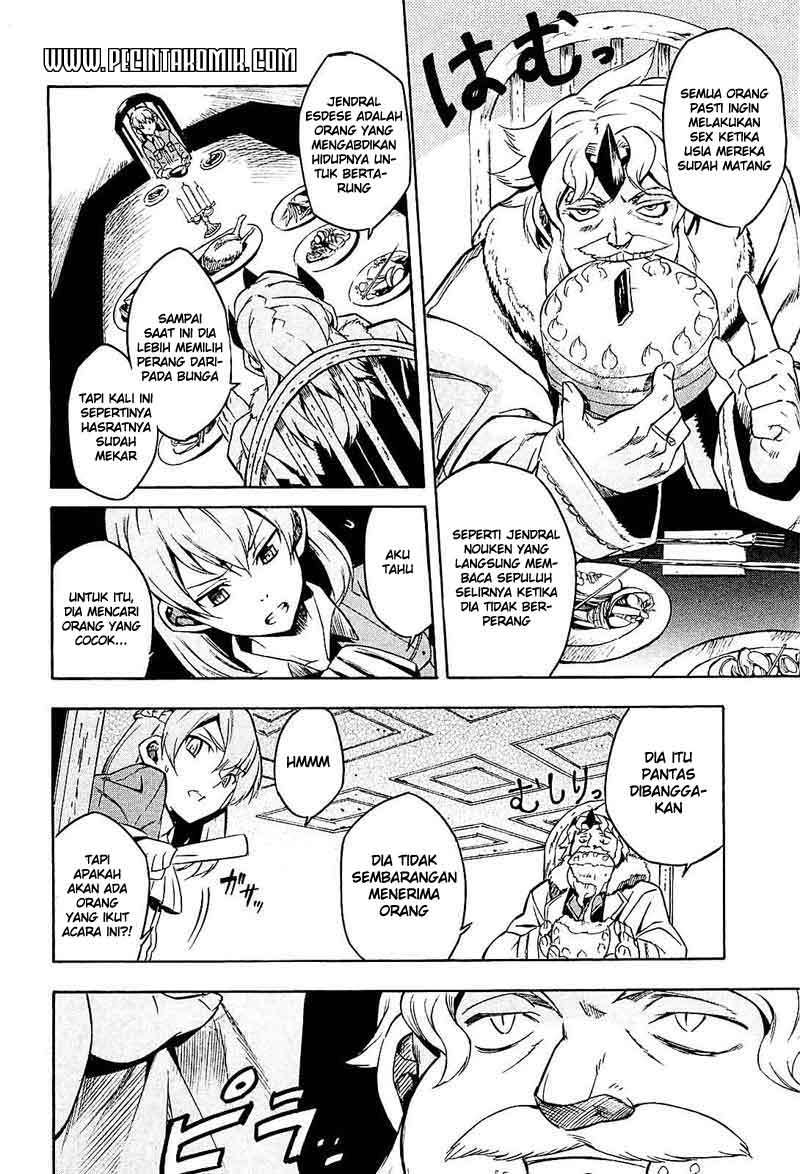 WWW.PECINTAKOMIK.COM
はむっ
SEMUA ORANG
PASTI INGIN
MELAKUKAN
SEX KETIKA
USIA MEREKA
SUDAH MATANG
SEPERTI JENDRAL
NOUKEN YANG
LANGSUNG MEM-
BACA SEPULUH
SELIRNYA KETIKA
DIA TIDAK BER-
PERANG
JENDRAL
ESDESE ADALAH
ORANG YANG
MENGABDIKAN
HIDUPNYA UN-
TUK BERTA-
RUNG
SAMPAI
SAAT INI DIA
LEBIH MEMILIH
PERANG DARI-
PADA BUNGA
TAPI KALI INI
SEPERTINYA
HASRATNYA
SUDAH
MEKAR
AKU
TAHU
UNTUK ITU,
DIA MENCARI
ORANG YANG
COCOK...
DIA ITU
PANTAS
DIBANGGA-
KAN
むしりっ
HMMM
DIA TIDAK
SEMBARANGAN
MENERIMA
ORANG
ガサッ
TAPI
APAKAH
AKAN ADA
ORANG
YANG IKUT
ACARA INI?!
ピラ